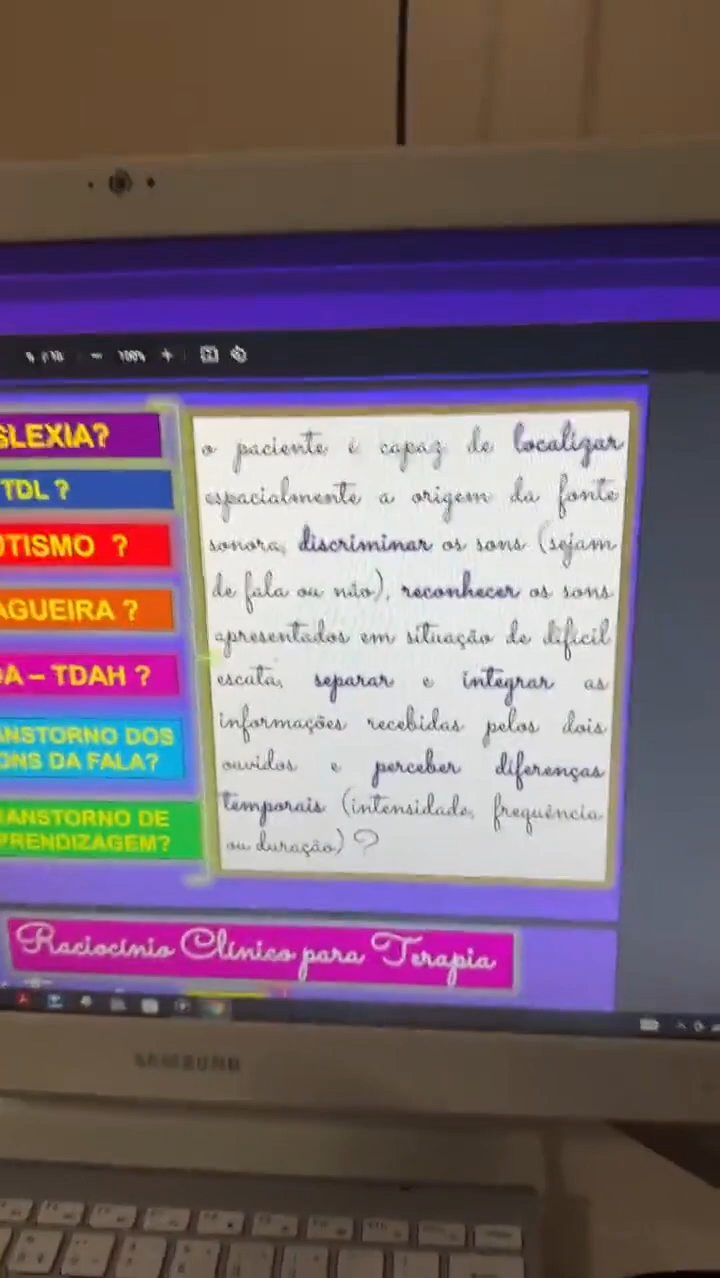 100%
SLEXIA?
TDL ?
UTISMO ?
AGUEIRA ?
DA – TDAH ?
ANSTORNO DOS
ONS DA FALA?
RANSTORNO DE
PRENDIZAGEM?
o paciente é capaz de localizar
espacialmente a origem da fonte
sonora, discriminar os sons (sejam
de fala ou não), reconhecer os sons
apresentados em situação de difícil
escuta, separar e integrar as
informações recebidas pelos dois
ouvidos e perceber diferenças
temporais (intensidade, frequência
ou duração) ?
Raciocínio Clínico para Terapia
SAMSUNG